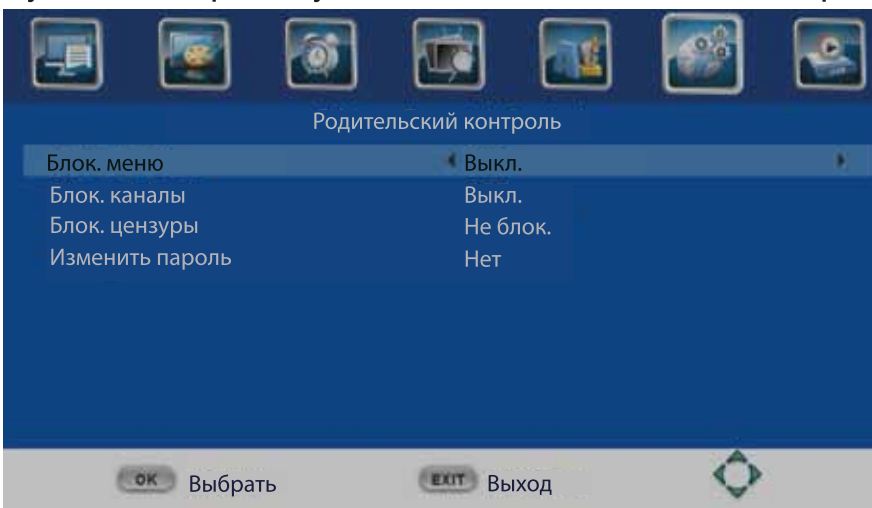 Родительский контроль
Блок. меню Выкл.
Блок. каналы Выкл.
Блок. цензуры Не блок.
Изменить пароль Нет
OK Выбрать EXIT Выход